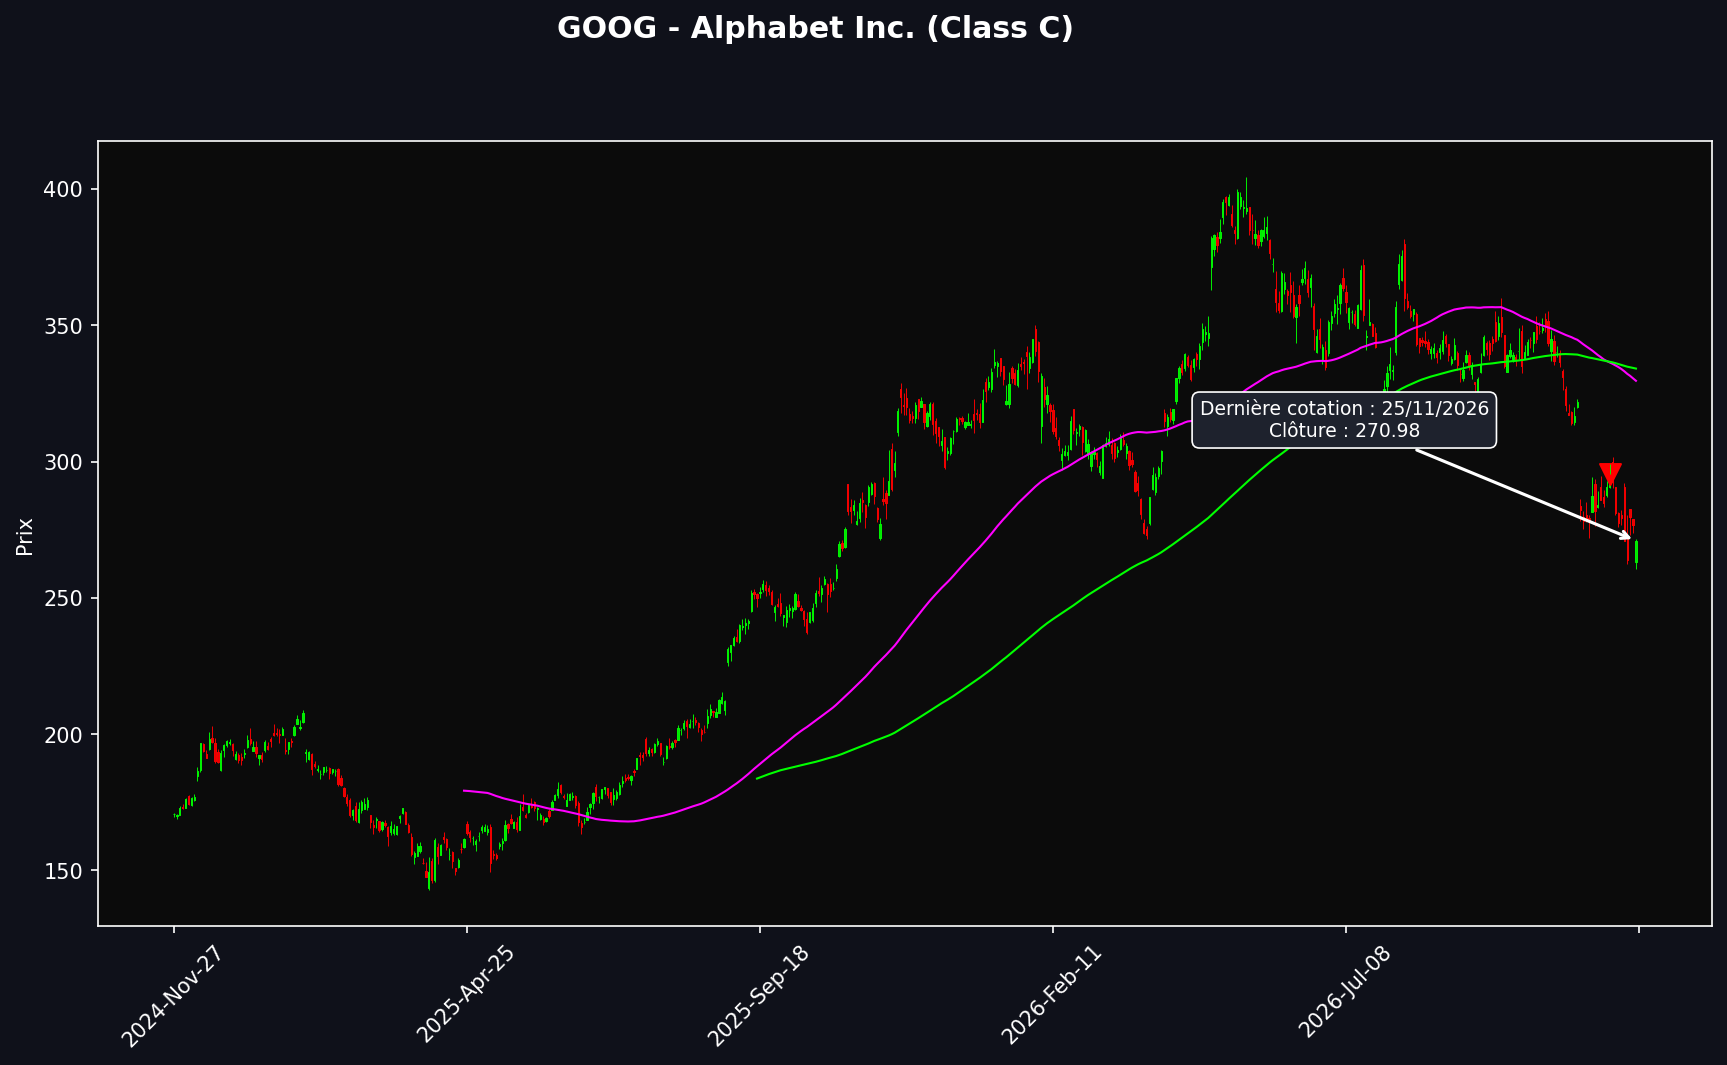 GOOG - Alphabet Inc. (Class C)
400
350
300
250
200
150
Prix
Dernière cotation : 25/11/2026
Clôture : 270.98
2024-Nov-27
2025-Apr-25
2025-Sep-18
2026-Feb-11
2026-Jul-08